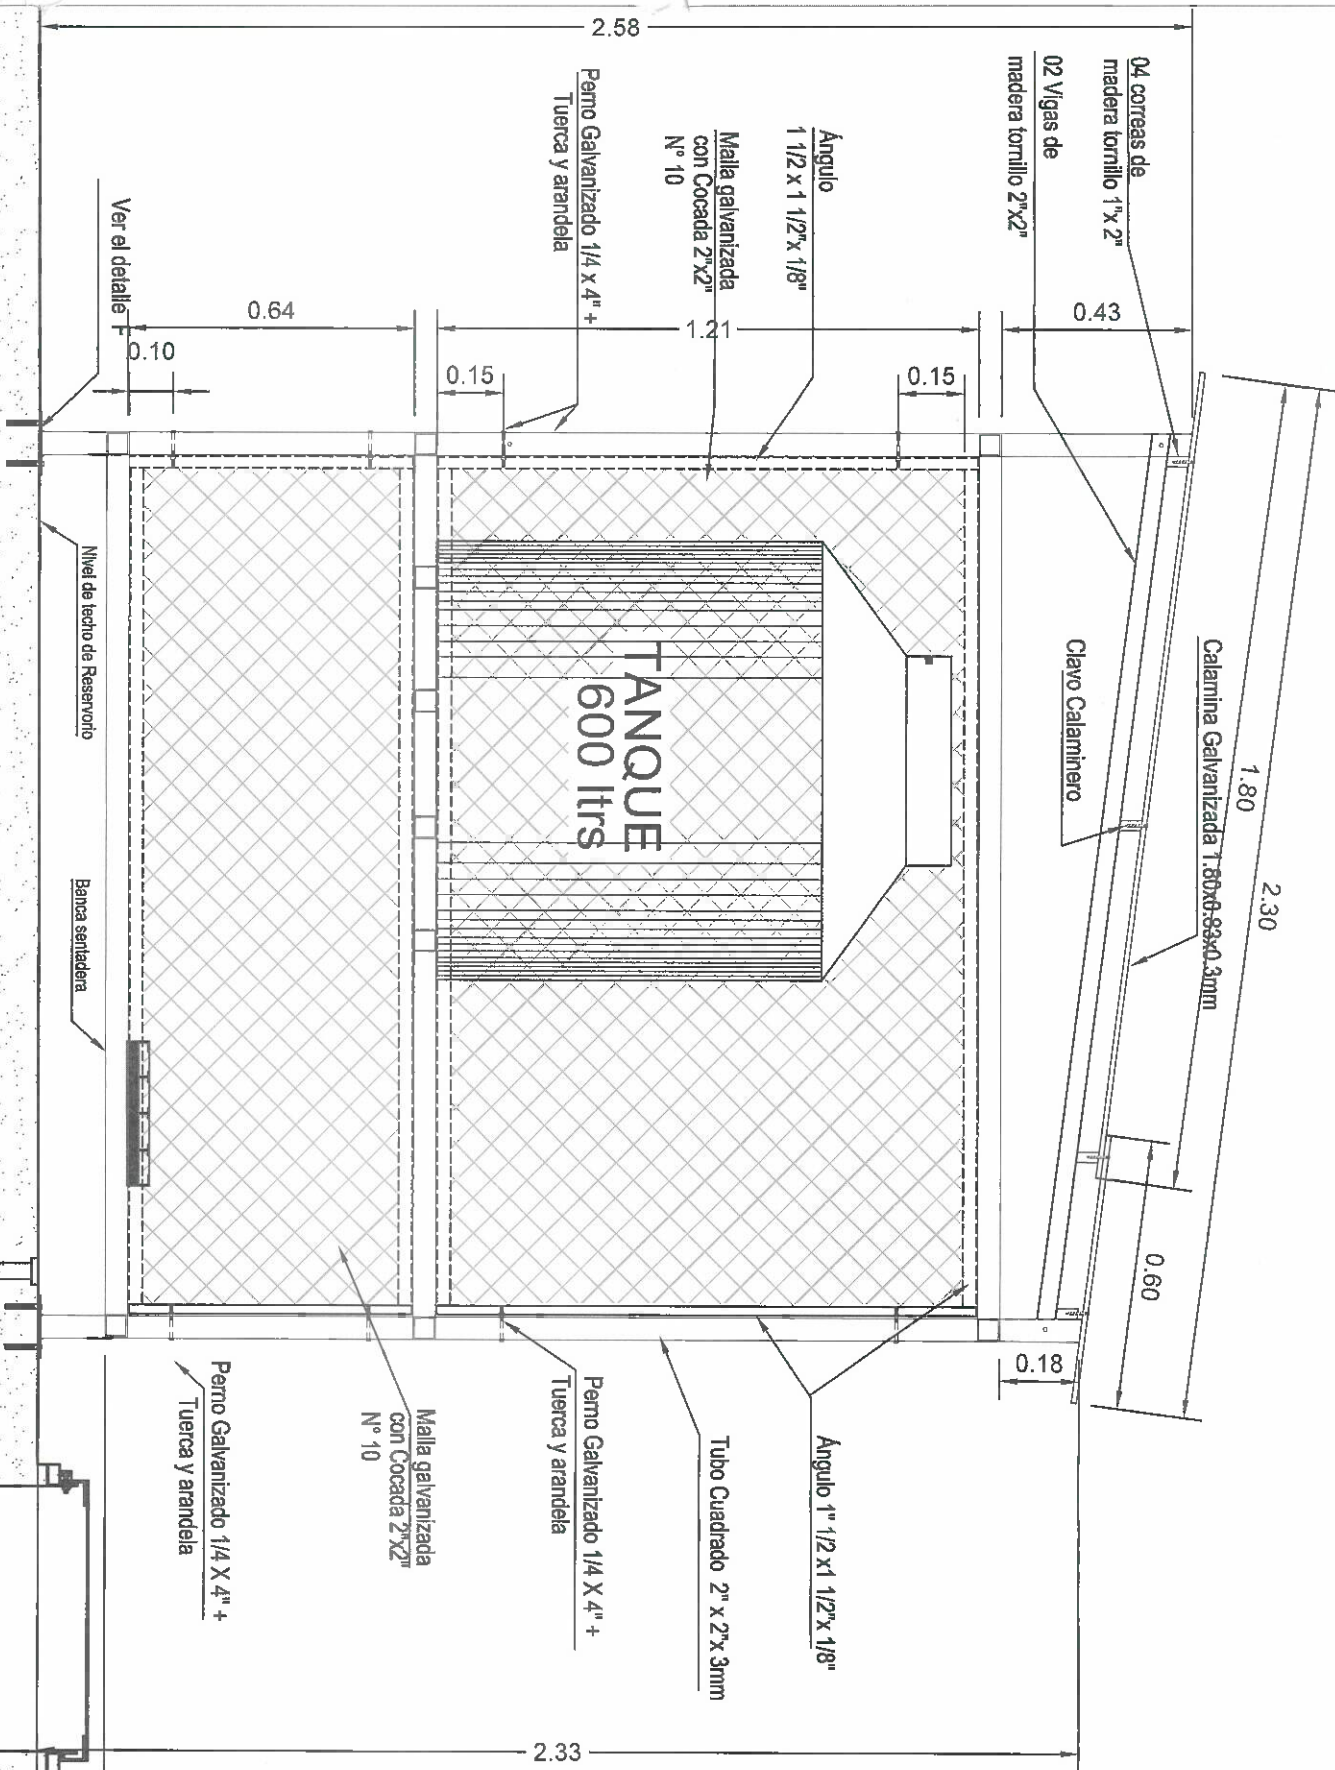 2.58
04 correas de
madera tornillo 1"x 2"
02 Vigas de
madera tornillo 2"x2"
Ángulo
1 1/2 x 1 1/2"x 1/8"
Malla galvanizada
con Cocada 2"x2"
N° 10
Perno Galvanizado 1/4 x 4" +
Tuerca y arandela
Ver el detalle F
0.43
1.21
0.64
0.15
0.15
0.10
2.30
1.80
0.60
Calamina Galvanizada 1.80x0.83x0.3mm
Clavo Calaminero
TANQUE
600 ltrs
Nivel de techo de Reservorio
Banca sentadera
0.18
Ángulo 1" 1/2 x1 1/2"x 1/8"
Tubo Cuadrado 2" x 2"x 3mm
Perno Galvanizado 1/4 X 4" +
Tuerca y arandela
Malla galvanizada
con Cocada 2"x2"
N° 10
Perno Galvanizado 1/4 X 4" +
Tuerca y arandela
2.33